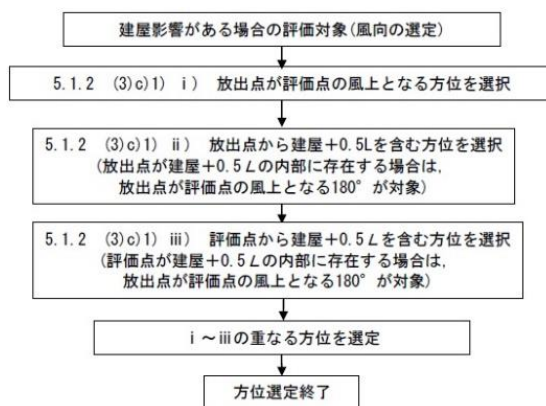 建屋影響がある場合の評価対象(風向の選定)
5.1.2 (3)c)1) ⅰ) 放出点が評価点の風上となる方位を選択
5.1.2 (3)c)1) ⅱ) 放出点から建屋+0.5Lを含む方位を選択
(放出点が建屋+0.5Lの内部に存在する場合は,
放出点が評価点の風上となる180°が対象)
5.1.2 (3)c)1) ⅲ) 評価点から建屋+0.5Lを含む方位を選択
(評価点が建屋+0.5Lの内部に存在する場合は,
放出点が評価点の風上となる180°が対象)
ⅰ～ⅲの重なる方位を選定
方位選定終了